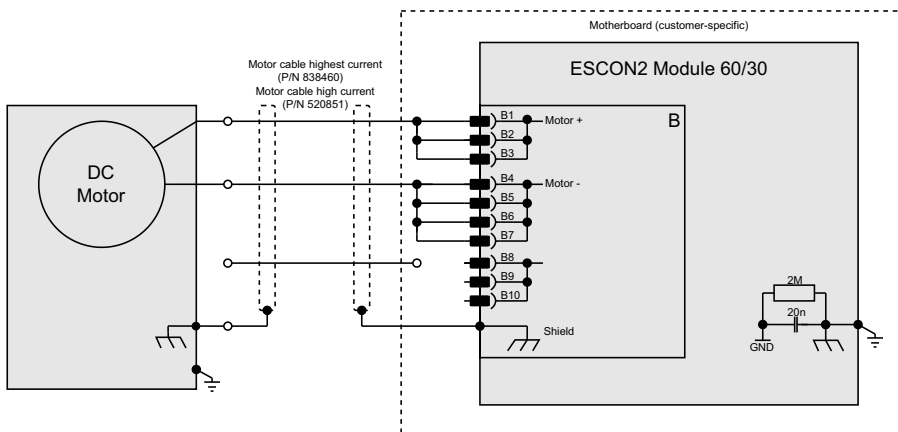 Motherboard (customer-specific)
ESCON2 Module 60/30
Motor cable highest current
(P/N 838460)
Motor cable high current
(P/N 520851)
B
B1
Motor +
B2
B3
DC
Motor
B4
Motor -
B5
B6
B7
B8
B9
B10
2M
20n
GND
Shield